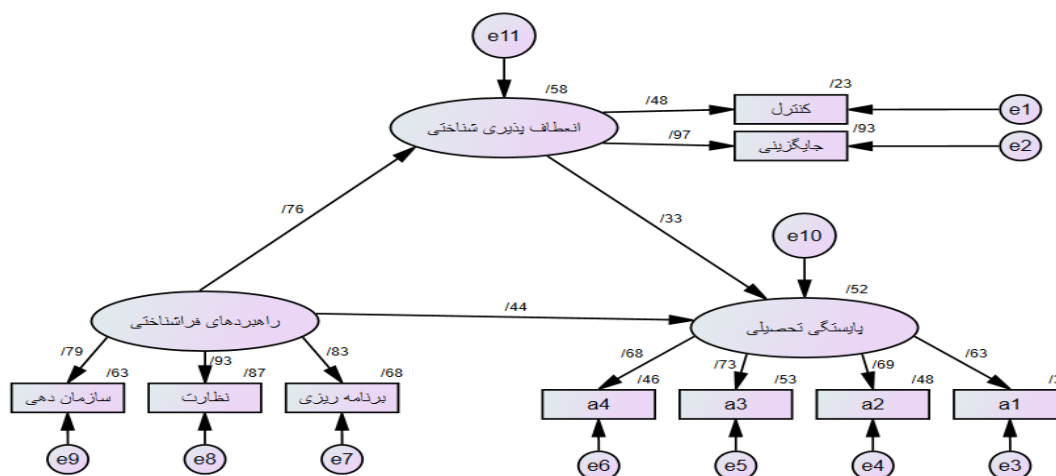 e11
/58
انعطاف پذیری شناختی
/48
/23
کنترل
e1
/97
/93
جایگزینی
e2
/76
/33
e10
/52
راهبردهای فراشناختی
/44
پایستگی تحصیلی
/79
/93
/83
/68
/73
/69
/63
/63
سازمان دهی
/87
نظارت
/68
برنامه ریزی
/46
a4
/53
a3
/48
a2
a1
e9
e8
e7
e6
e5
e4
e3